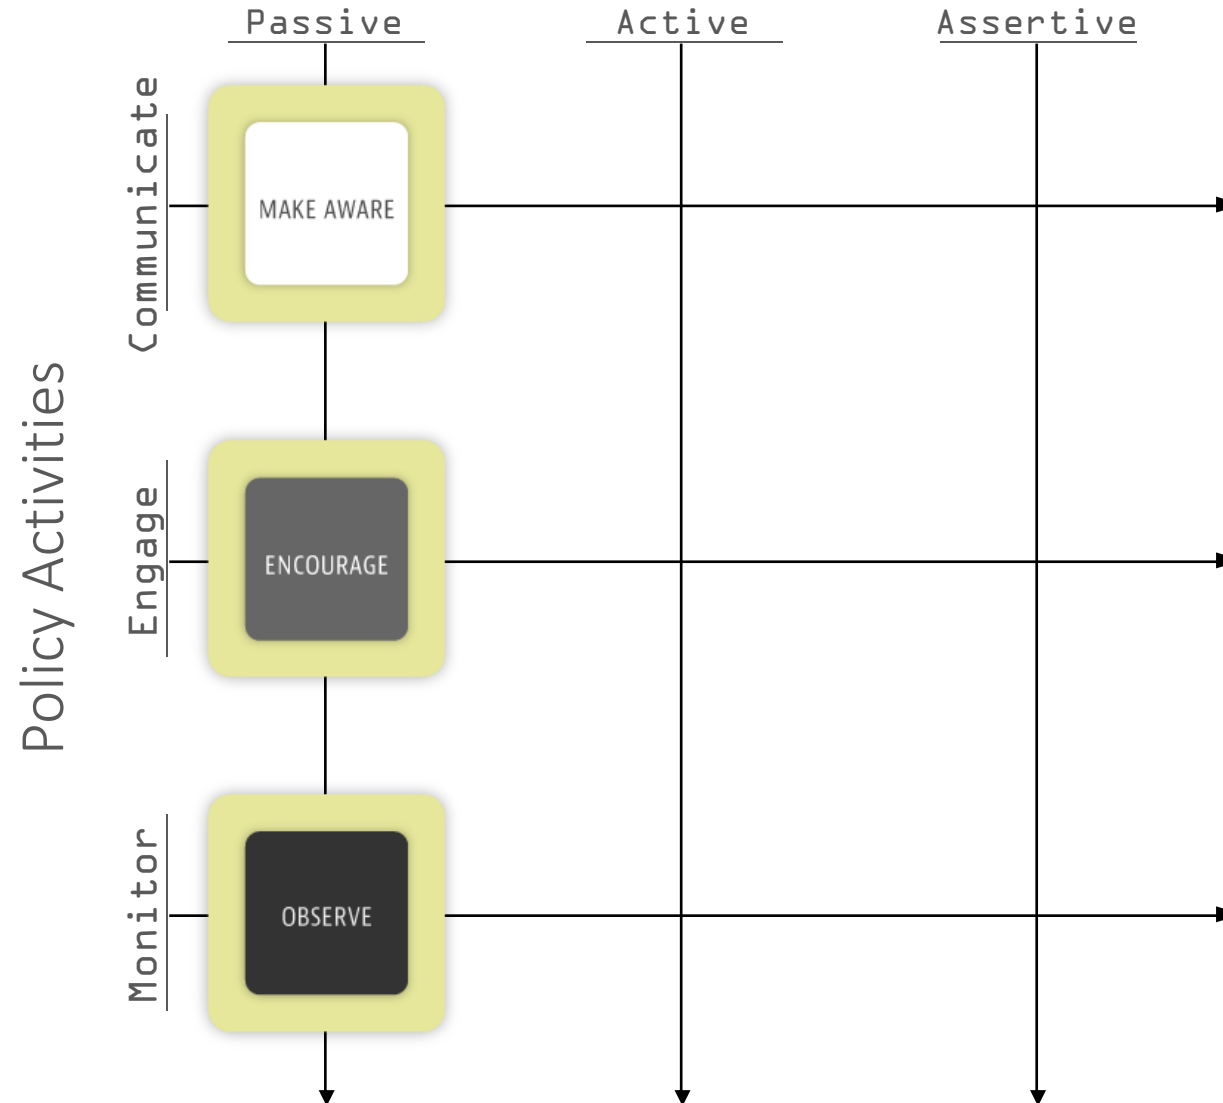 Passive Active Assertive
Policy Activities
Communicate
MAKE AWARE
Engage
ENCOURAGE
Monitor
OBSERVE